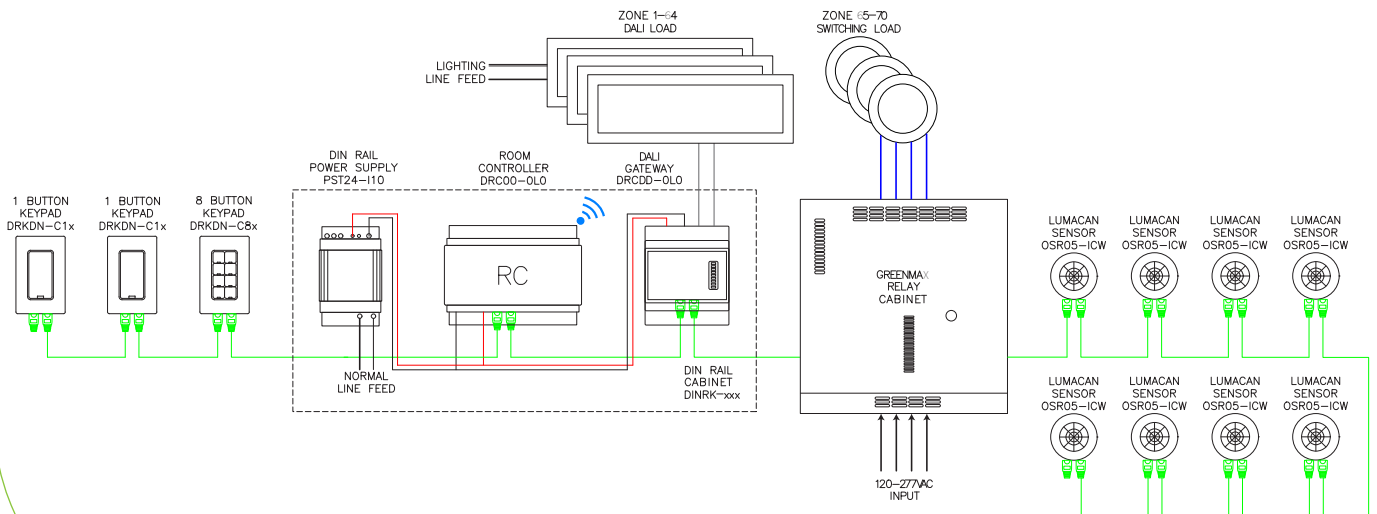 ZONE 1-64
DALI LOAD
ZONE 65-70
SWITCHING LOAD
LIGHTING
LINE FEED
DIN RAIL
POWER SUPPLY
PST24-I10
ROOM
CONTROLLER
DRC00-0L0
DALI
GATEWAY
DRCDD-0L0
1 BUTTON
KEYPAD
DRKDN-C1x
1 BUTTON
KEYPAD
DRKDN-C1x
8 BUTTON
KEYPAD
DRKDN-C8x
RC
NORMAL
LINE FEED
DIN RAIL
CABINET
DINRK-xxx
GREENMAX
RELAY
CABINET
120-277VAC
INPUT
LUMACAN
SENSOR
OSR05-ICW
LUMACAN
SENSOR
OSR05-ICW
LUMACAN
SENSOR
OSR05-ICW
LUMACAN
SENSOR
OSR05-ICW
LUMACAN
SENSOR
OSR05-ICW
LUMACAN
SENSOR
OSR05-ICW
LUMACAN
SENSOR
OSR05-ICW
LUMACAN
SENSOR
OSR05-ICW